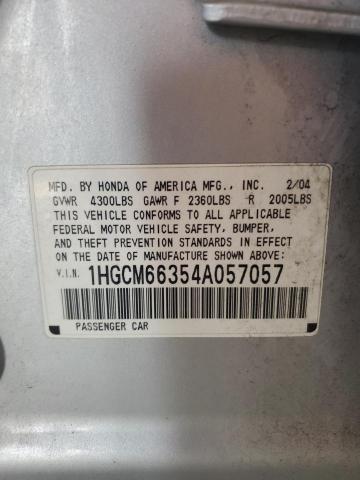 MFD. BY HONDA OF AMERICA MFG., INC. 2/04
GVWR 4300LBS GAWR F 2360LBS R 2005LBS
THIS VEHICLE CONFORMS TO ALL APPLICABLE
FEDERAL MOTOR VEHICLE SAFETY, BUMPER,
AND THEFT PREVENTION STANDARDS IN EFFECT
ON THE DATE OF MANUFACTURE SHOWN ABOVE.
V.I.N. 1HGCM66354A057057
PASSENGER CAR